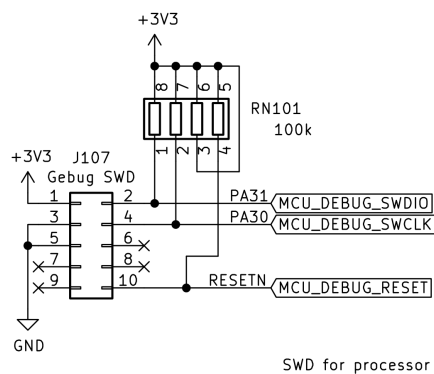 +3V3
8 7 6 5
RN101
100k
1 2 3 4
+3V3
J107
Gebug SWD
1 2 PA31 MCU_DEBUG_SWDIO
3 4 PA30 MCU_DEBUG_SWCLK
5 6
7 8
9 10 RESETN MCU_DEBUG_RESET
GND
SWD for processor